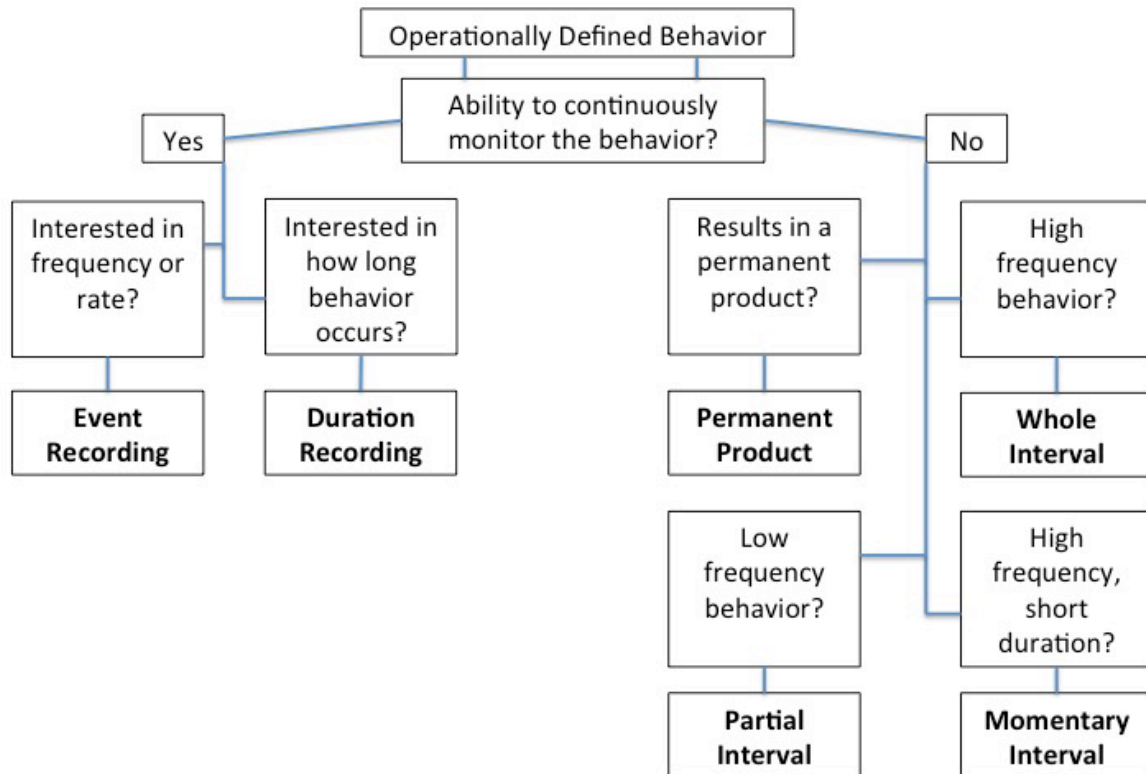 Operationally Defined Behavior
Ability to continuously
monitor the behavior?
Yes
No
Interested in
frequency or
rate?
Interested in
how long
behavior
occurs?
Results in a
permanent
product?
High
frequency
behavior?
Event
Recording
Duration
Recording
Permanent
Product
Whole
Interval
Low
frequency
behavior?
High
frequency,
short
duration?
Partial
Interval
Momentary
Interval